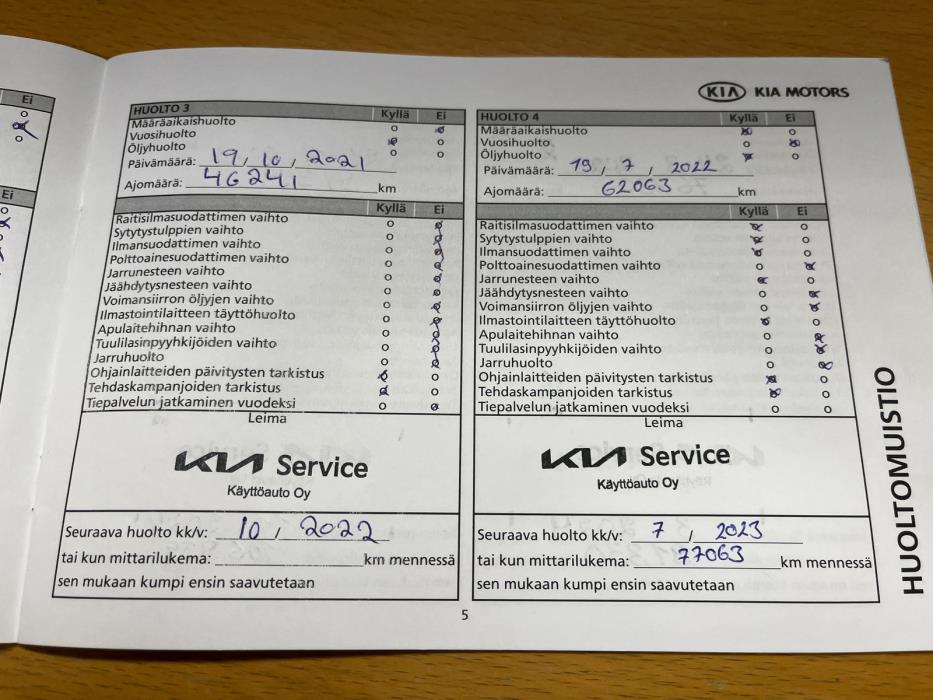 Ei
Ei
KIA KIA MOTORS
HUOLTO 3 Kyllä Ei
Määräaikaishuolto
Vuosihuolto
Öljyhuolto
Päivämäärä: 19, 10, 2021
Ajomäärä: 46241 km
Kyllä Ei
Raitisilmasuodattimen vaihto
Sytytystulppien vaihto
Ilmansuodattimen vaihto
Polttoainesuodattimen vaihto
Jarrunesteen vaihto
Jäähdytysnesteen vaihto
Voimansiirron öljyjen vaihto
Ilmastointilaitteen täyttöhuolto
Apulaitehihnan vaihto
Tuulilasinpyyhkijöiden vaihto
Jarruhuolto
Ohjainlaitteiden päivitysten tarkistus
Tehdaskampanjoiden tarkistus
Tiepalvelun jatkaminen vuodeksi
Leima
KIA Service
Käyttöauto Oy
Seuraava huolto kk/v: 10 / 2022
tai kun mittarilukema: km mennessä
sen mukaan kumpi ensin saavutetaan
HUOLTO 4 Kyllä Ei
Määräaikaishuolto
Vuosihuolto
Öljyhuolto
Päivämäärä: 19 / 7 / 2022
Ajomäärä: 62063 km
Kyllä Ei
Raitisilmasuodattimen vaihto
Sytytystulppien vaihto
Ilmansuodattimen vaihto
Polttoainesuodattimen vaihto
Jarrunesteen vaihto
Jäähdytysnesteen vaihto
Voimansiirron öljyjen vaihto
Ilmastointilaitteen täyttöhuolto
Apulaitehihnan vaihto
Tuulilasinpyyhkijöiden vaihto
Jarruhuolto
Ohjainlaitteiden päivitysten tarkistus
Tehdaskampanjoiden tarkistus
Tiepalvelun jatkaminen vuodeksi
Leima
KIA Service
Käyttöauto Oy
Seuraava huolto kk/v: 7 / 2023
tai kun mittarilukema: 77063 km mennessä
sen mukaan kumpi ensin saavutetaan
HUOLTOMUISTIO
5